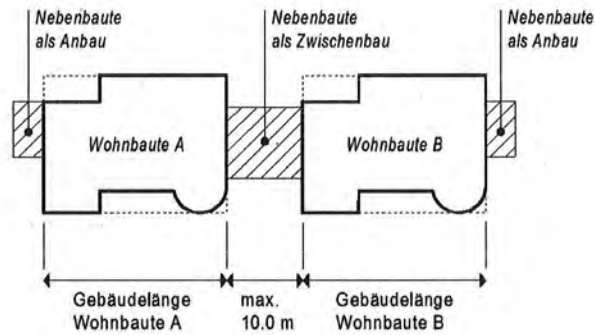 Nebenbaute
als Anbau
Nebenbaute
als Zwischenbau
Nebenbaute
als Anbau
Wohnbaute A
Wohnbaute B
Gebäudelänge
Wohnbaute A
max.
10.0 m
Gebäudelänge
Wohnbaute B